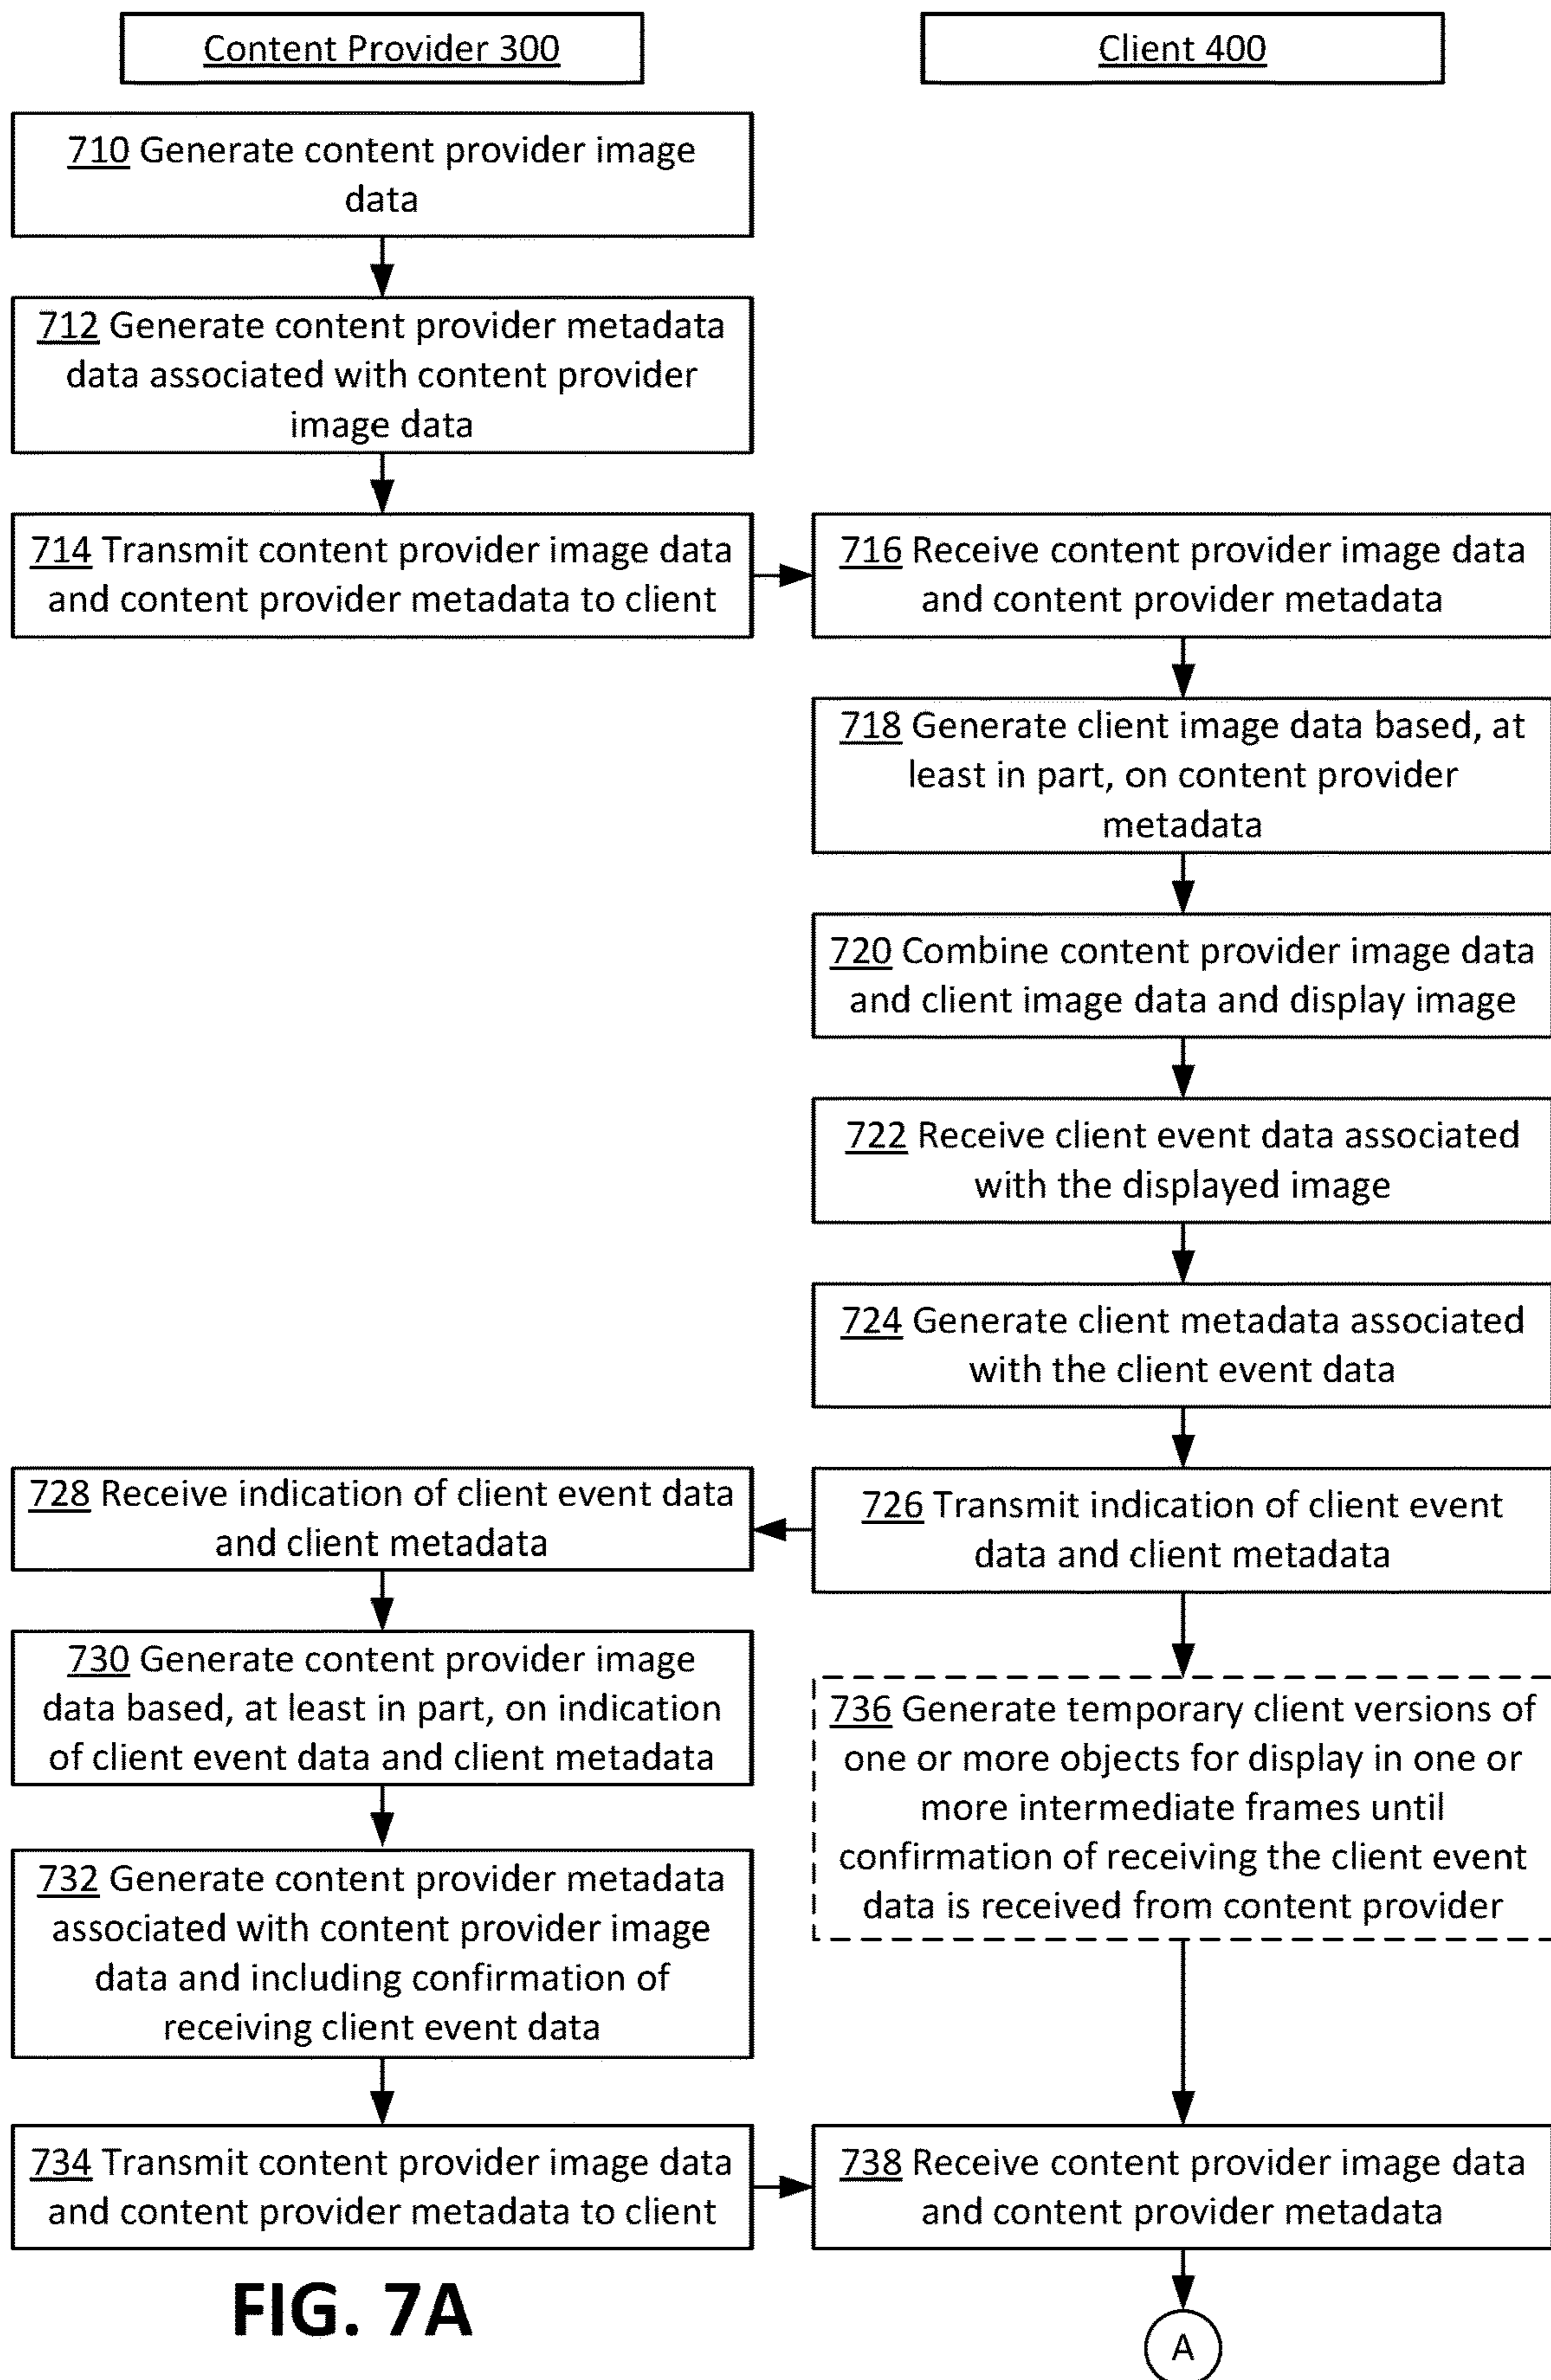 Content Provider 300
Client 400
710 Generate content provider image
data
712 Generate content provider metadata
data associated with content provider
image data
714 Transmit content provider image data
and content provider metadata to client
716 Receive content provider image data
and content provider metadata
718 Generate client image data based, at
least in part, on content provider
metadata
720 Combine content provider image data
and client image data and display image
722 Receive client event data associated
with the displayed image
724 Generate client metadata associated
with the client event data
726 Transmit indication of client event
data and client metadata
728 Receive indication of client event data
and client metadata
730 Generate content provider image
data based, at least in part, on indication
of client event data and client metadata
732 Generate content provider metadata
associated with content provider image
data and including confirmation of
receiving client event data
734 Transmit content provider image data
and content provider metadata to client
736 Generate temporary client versions of
one or more objects for display in one or
more intermediate frames until
confirmation of receiving the client event
data is received from content provider
738 Receive content provider image data
and content provider metadata
A
FIG. 7A